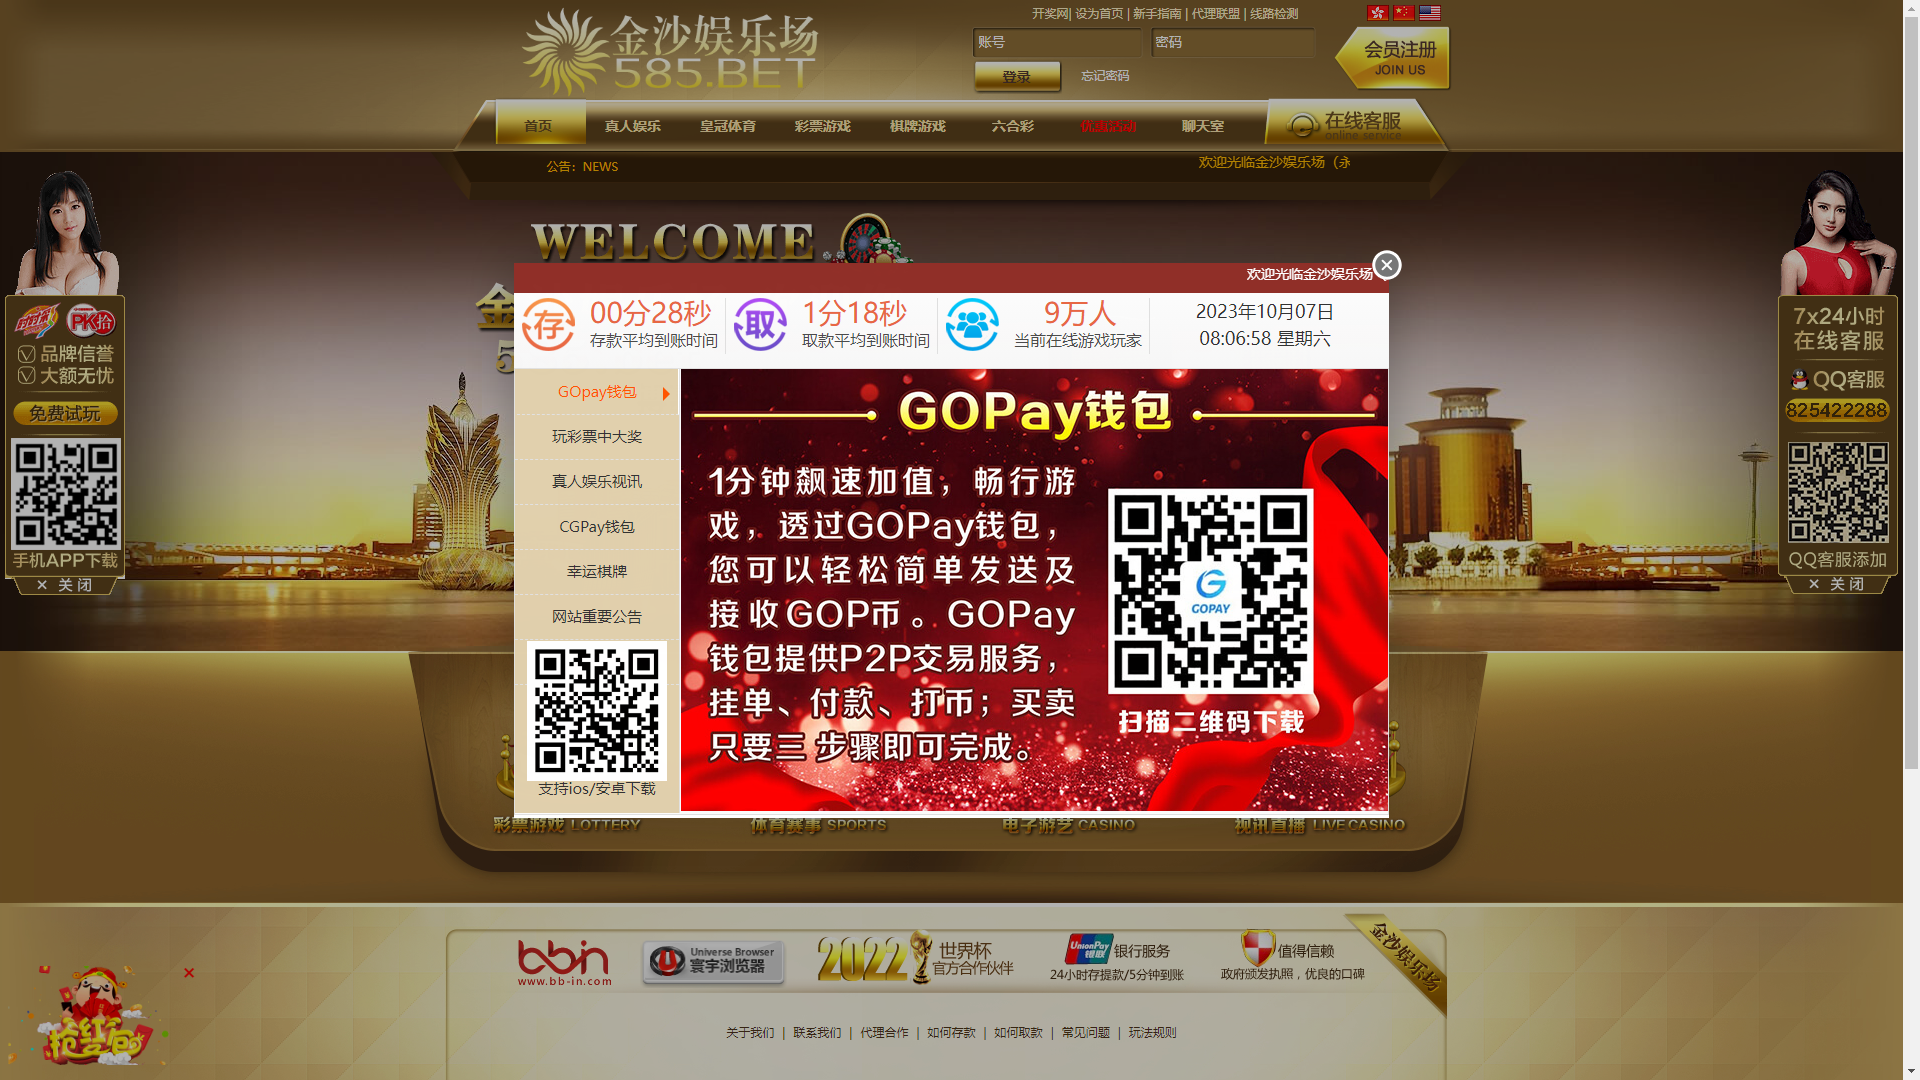 开奖网| 设为首页 | 新手指南 | 代理联盟 | 线路检测
金沙娱乐场
585.BET
账号
密码
登录
忘记密码
会员注册
JOIN US
首页
真人娱乐
皇冠体育
彩票游戏
棋牌游戏
六合彩
优惠活动
聊天室
在线客服
online service
公告：NEWS
欢迎光临金沙娱乐场（永
WELCOME
欢迎光临金沙娱乐场
存
00分28秒
存款平均到账时间
取
1分18秒
取款平均到账时间
9万人
当前在线游戏玩家
2023年10月07日
08:06:58 星期六
GOpay钱包
玩彩票中大奖
真人娱乐视讯
CGPay钱包
幸运棋牌
网站重要公告
支持ios/安卓下载
GOPay钱包
1分钟飙速加值，畅行游
戏，透过GOPay钱包，
您可以轻松简单发送及
接收GOP币。GOPay
钱包提供P2P交易服务，
挂单、付款、打币；买卖
只要三步骤即可完成。
GOPAY
扫描二维码下载
PK拾
品牌信誉
大额无忧
免费试玩
手机APP下载
× 关闭
7x24小时
在线客服
QQ客服
825422288
QQ客服添加
× 关闭
彩票游戏 LOTTERY
体育赛事 SPORTS
电子游艺 CASINO
视讯直播 LIVE CASINO
bbin
www.bb-in.com
Universe Browser
寰宇浏览器
2022
世界杯
官方合作伙伴
UnionPay
银联
银行服务
24小时存提款/5分钟到账
值得信赖
政府颁发执照，优良的口碑
金沙娱乐场
抢红包
关于我们 | 联系我们 | 代理合作 | 如何存款 | 如何取款 | 常见问题 | 玩法规则